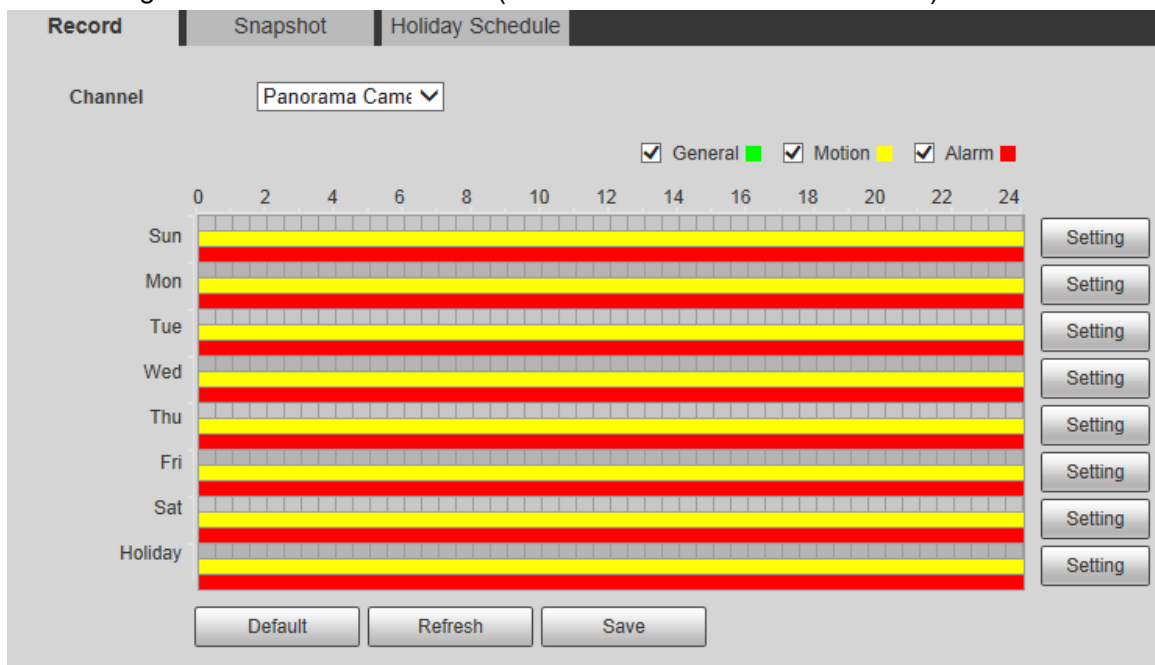 Record Snapshot Holiday Schedule
Channel Panorama Came
General Motion Alarm
0 2 4 6 8 10 12 14 16 18 20 22 24
Sun Setting
Mon Setting
Tue Setting
Wed Setting
Thu Setting
Fri Setting
Sat Setting
Holiday Setting
Default Refresh Save